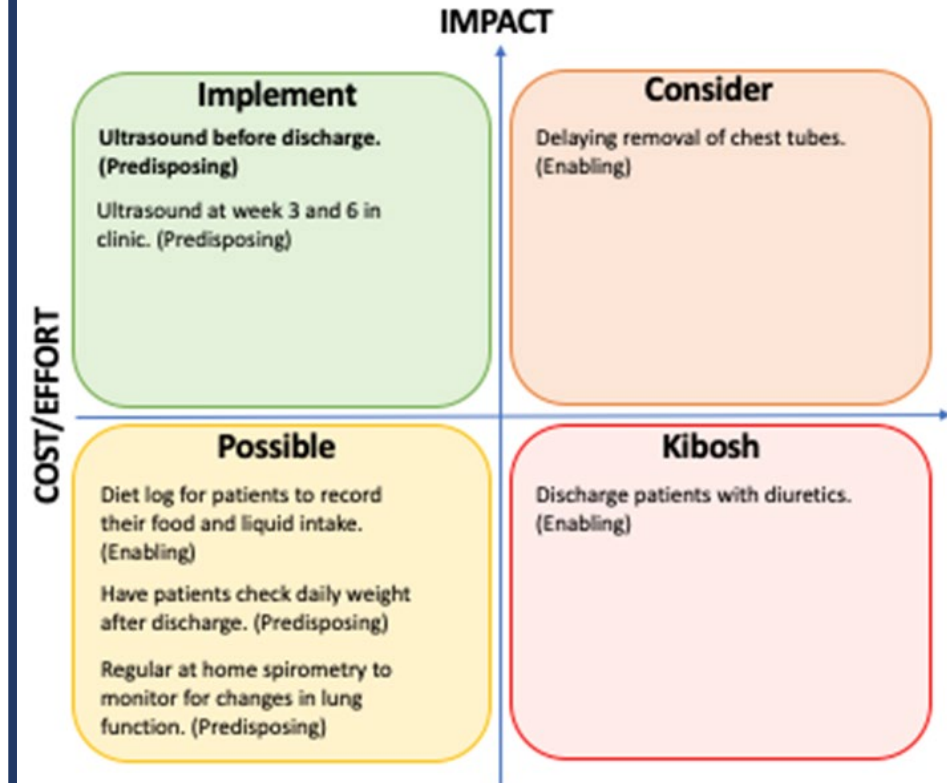 IMPACT
Implement
Ultrasound before discharge.
(Predisposing)
Ultrasound at week 3 and 6 in
clinic. (Predisposing)
Consider
Delaying removal of chest tubes.
(Enabling)
COST/EFFORT
Possible
Diet log for patients to record
their food and liquid intake.
(Enabling)
Have patients check daily weight
after discharge. (Predisposing)
Regular at home spirometry to
monitor for changes in lung
function. (Predisposing)
Kibosh
Discharge patients with diuretics.
(Enabling)